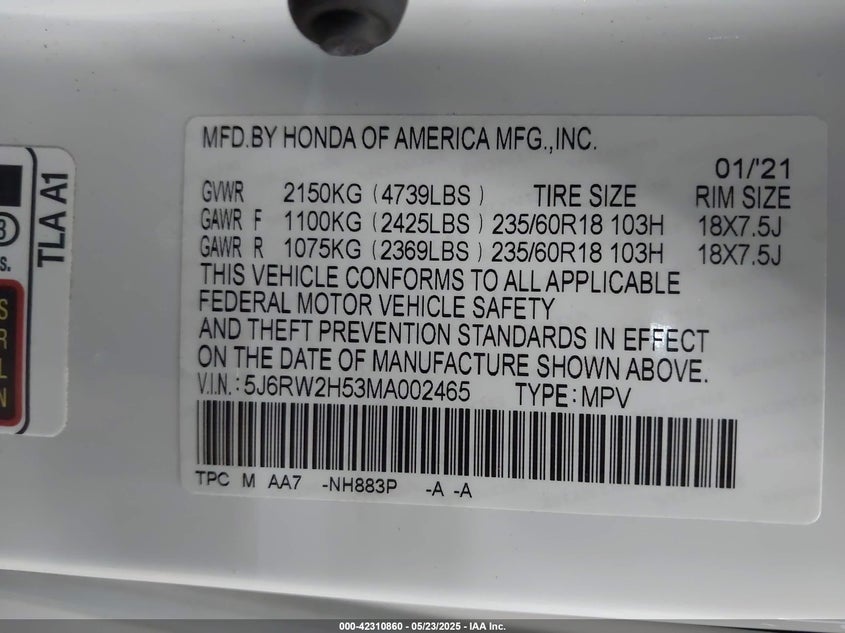 MFD.BY HONDA OF AMERICA MFG.,INC.
01/'21
GVWR 2150KG (4739LBS) TIRE SIZE RIM SIZE
GAWR F 1100KG (2425LBS) 235/60R18 103H 18X7.5J
GAWR R 1075KG (2369LBS) 235/60R18 103H 18X7.5J
THIS VEHICLE CONFORMS TO ALL APPLICABLE
FEDERAL MOTOR VEHICLE SAFETY
AND THEFT PREVENTION STANDARDS IN EFFECT
ON THE DATE OF MANUFACTURE SHOWN ABOVE.
V.I.N.: 5J6RW2H53MA002465 TYPE: MPV
TPC M AA7 -NH883P -A -A
TLA A1
000-42310860 - 05/23/2025 - IAA Inc.